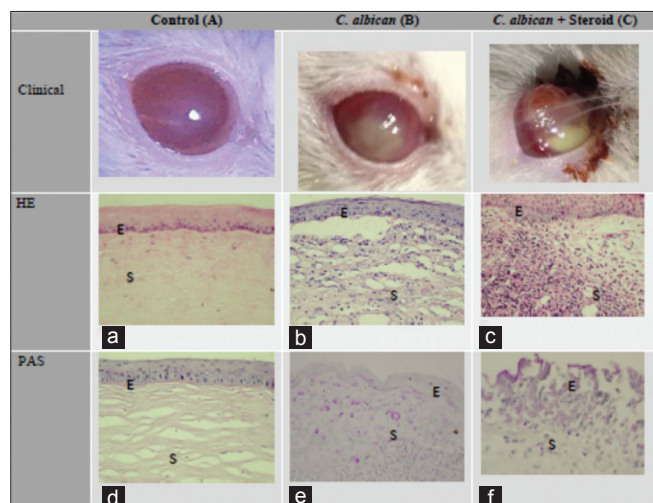 Control (A) C. albican (B) C. albican + Steroid (C)
Clinical
HE
E E E
S S S
a b c
PAS
E E E
S S S
d e f